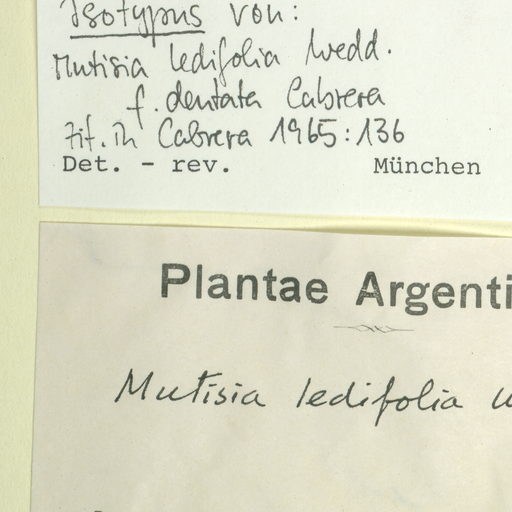 Isotypus von:
Mutisia ledifolia Wedd.
f. dentata Cabrera
zit. in Cabrera 1965:136
Det. - rev. München
Plantae Argenti
Mutisia ledifolia